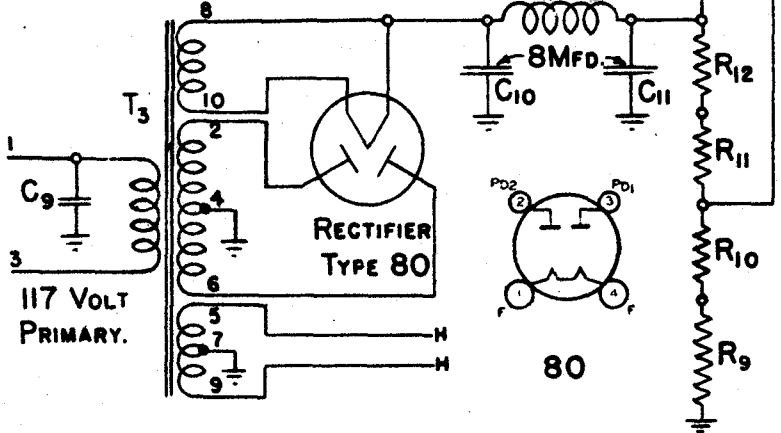 8
10
2
4
6
5
7
9
T3
1
C9
3
117 VOLT
PRIMARY.
RECTIFIER
TYPE 80
H
H
8MFD.
C10
C11
R12
R11
R10
R9
PD2
2
3
PD1
F
1
4
F
80